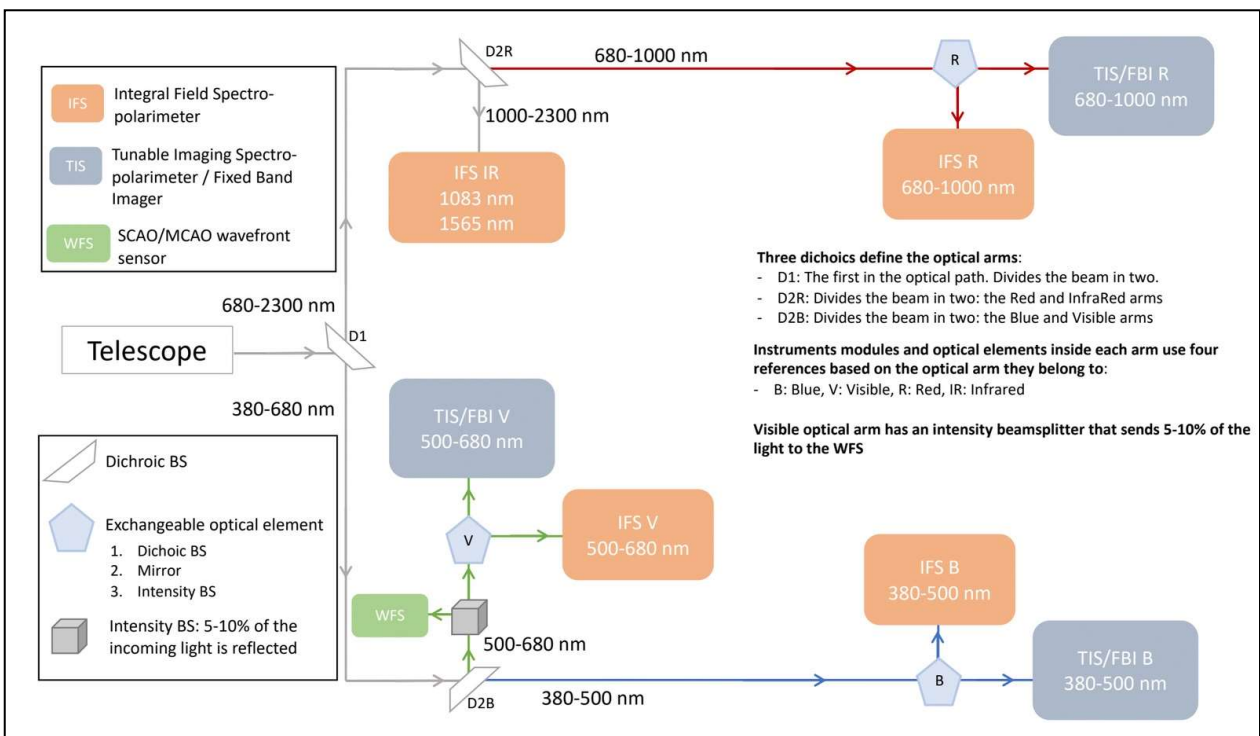 D2R
680-1000 nm
R
TIS/FBI R
680-1000 nm
1000-2300 nm
IFS R
680-1000 nm
IFS IR
1083 nm
1565 nm
IFS
Integral Field Spectro-
polarimeter
TIS
Tunable Imaging Spectro-
polarimeter / Fixed Band
Imager
WFS
SCAO/MCAO wavefront
sensor
680-2300 nm
Telescope
D1
380-680 nm
Three dichoics define the optical arms:
- D1: The first in the optical path. Divides the beam in two.
- D2R: Divides the beam in two: the Red and InfraRed arms
- D2B: Divides the beam in two: the Blue and Visible arms
Instruments modules and optical elements inside each arm use four
references based on the optical arm they belong to:
- B: Blue, V: Visible, R: Red, IR: Infrared
Visible optical arm has an intensity beamsplitter that sends 5-10% of the
light to the WFS
Dichroic BS
Exchangeable optical element
1. Dichoic BS
2. Mirror
3. Intensity BS
Intensity BS: 5-10% of the
incoming light is reflected
TIS/FBI V
500-680 nm
V
IFS V
500-680 nm
WFS
500-680 nm
D2B
380-500 nm
IFS B
380-500 nm
B
TIS/FBI B
380-500 nm